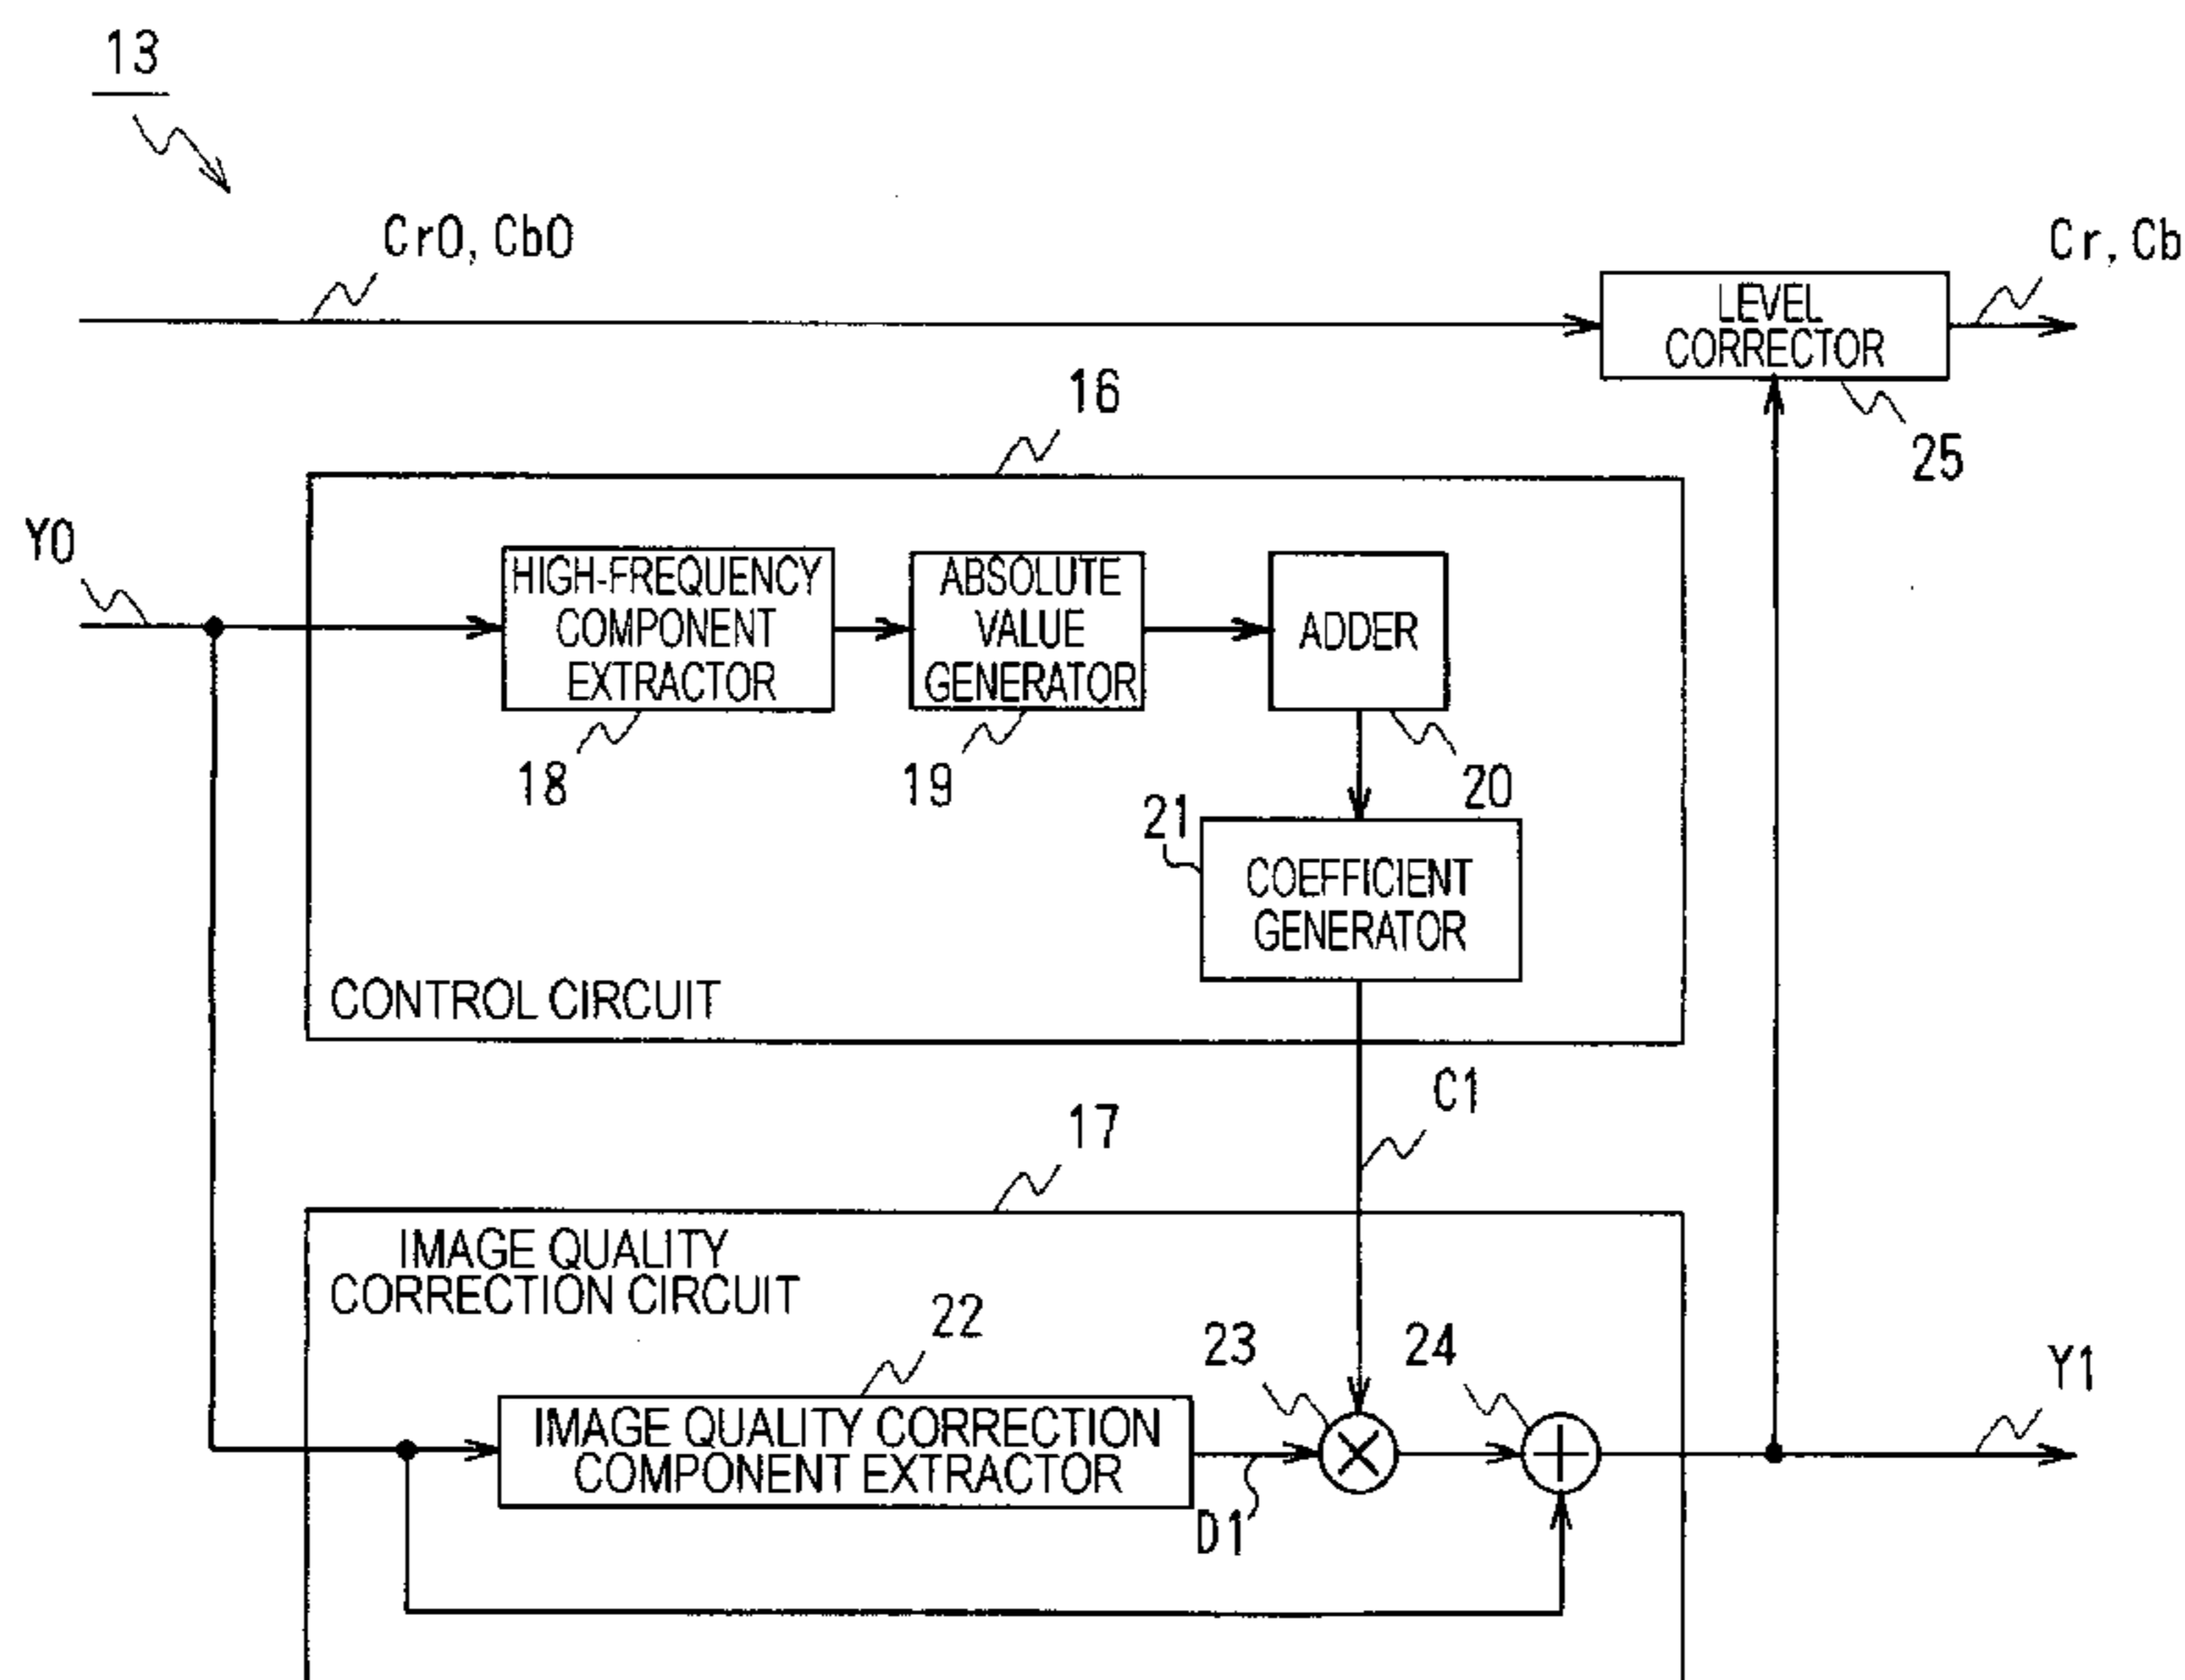 13
Cr0, Cb0
Cr, Cb
LEVEL
CORRECTOR
25
16
Y0
HIGH-FREQUENCY
COMPONENT
EXTRACTOR
18
ABSOLUTE
VALUE
GENERATOR
19
ADDER
20
21
COEFFICIENT
GENERATOR
CONTROL CIRCUIT
C1
17
IMAGE QUALITY
CORRECTION CIRCUIT
22
23
24
Y1
IMAGE QUALITY CORRECTION
COMPONENT EXTRACTOR
D1